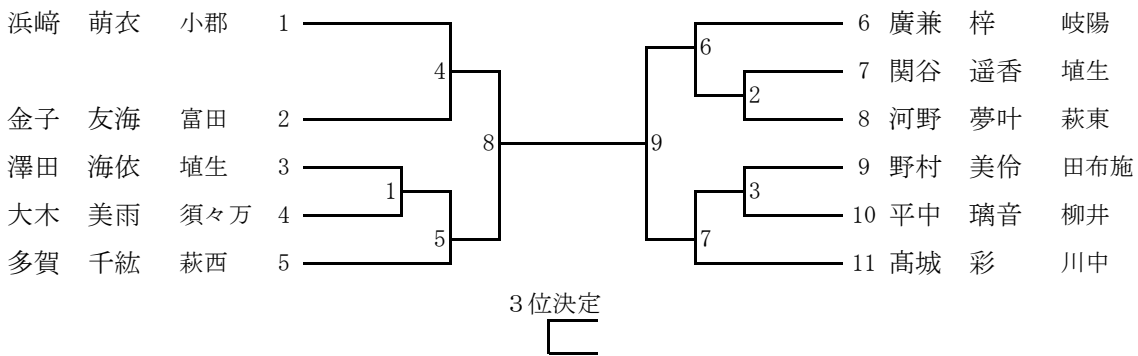 浜﨑 萌衣 小郡 1
4
金子 友海 富田 2
澤田 海依 埴生 3
1
大木 美雨 須々万 4
5
多賀 千紘 萩西 5
8
9
6 廣兼 梓 岐陽
6
7 関谷 遥香 埴生
2
8 河野 夢叶 萩東
9 野村 美伶 田布施
3
10 平中 璃音 柳井
7
11 髙城 彩 川中
３位決定